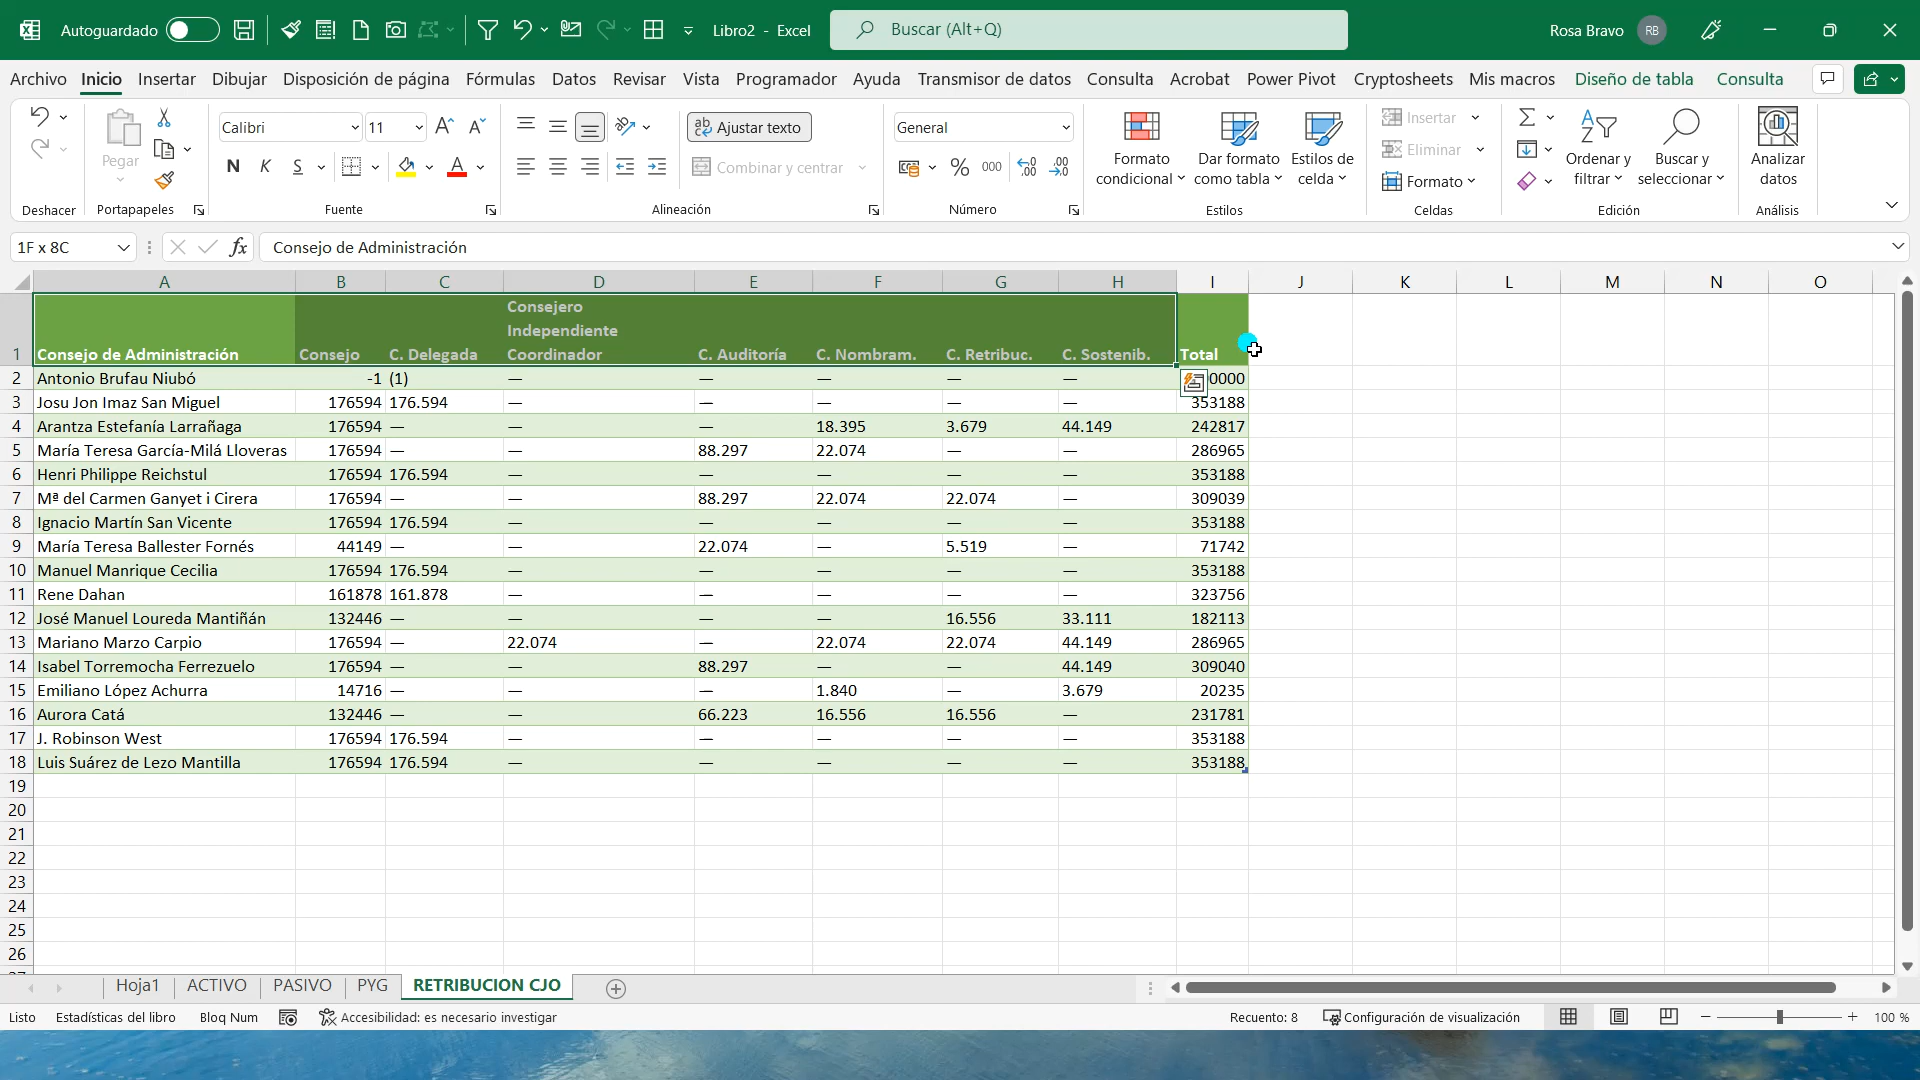 Autoguardado
Libro2 - Excel
Buscar (Alt+Q)
Rosa Bravo
RB
Archivo Inicio Insertar Dibujar Disposición de página Fórmulas Datos Revisar Vista Programador Ayuda Transmisor de datos Consulta Acrobat Power Pivot Cryptosheets Mis macros Diseño de tabla Consulta
Pegar
Calibri 11
N K S
Ajustar texto
Combinar y centrar
General
% 000
Formato condicional
Dar formato como tabla
Estilos de celda
Insertar
Eliminar
Formato
Ordenar y filtrar
Buscar y seleccionar
Analizar datos
Deshacer Portapapeles Fuente Alineación Número Estilos Celdas Edición Análisis
1F x 8C fx Consejo de Administración
A B C D E F G H I J K L M N O
1 Consejo de Administración Consejo C. Delegada Consejero Independiente Coordinador C. Auditoría C. Nombram. C. Retribuc. C. Sostenib. Total
2 Antonio Brufau Niubó -1 (1) — — — — — 0000
3 Josu Jon Imaz San Miguel 176594 176.594 — — — — — 353188
4 Arantza Estefanía Larrañaga 176594 — — — 18.395 3.679 44.149 242817
5 María Teresa García-Milá Lloveras 176594 — — 88.297 22.074 — — 286965
6 Henri Philippe Reichstul 176594 176.594 — — — — — 353188
7 Mª del Carmen Ganyet i Cirera 176594 — — 88.297 22.074 22.074 — 309039
8 Ignacio Martín San Vicente 176594 176.594 — — — — — 353188
9 María Teresa Ballester Fornés 44149 — — 22.074 — 5.519 — 71742
10 Manuel Manrique Cecilia 176594 176.594 — — — — — 353188
11 Rene Dahan 161878 161.878 — — — — — 323756
12 José Manuel Loureda Mantiñán 132446 — — — — 16.556 33.111 182113
13 Mariano Marzo Carpio 176594 — 22.074 — 22.074 22.074 44.149 286965
14 Isabel Torremocha Ferrezuelo 176594 — — 88.297 — — 44.149 309040
15 Emiliano López Achurra 14716 — — — 1.840 — 3.679 20235
16 Aurora Catá 132446 — — 66.223 16.556 16.556 — 231781
17 J. Robinson West 176594 176.594 — — — — — 353188
18 Luis Suárez de Lezo Mantilla 176594 176.594 — — — — — 353188
19
20
21
22
23
24
25
26
Hoja1 ACTIVO PASIVO PYG RETRIBUCION CJO
Listo Estadísticas del libro Bloq Num Accesibilidad: es necesario investigar Recuento: 8 Configuración de visualización 100 %